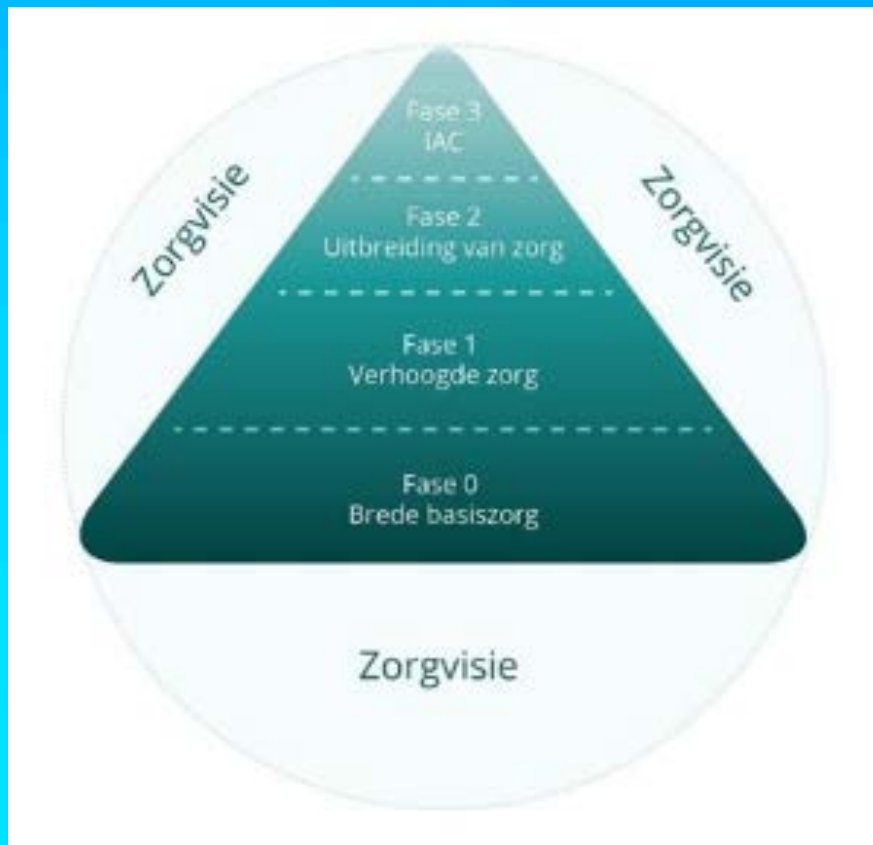 Fase 3
IAC
Zorgvisie
Zorgvisie
Fase 2
Uitbreiding van zorg
Fase 1
Verhoogde zorg
Fase 0
Brede basiszorg
Zorgvisie